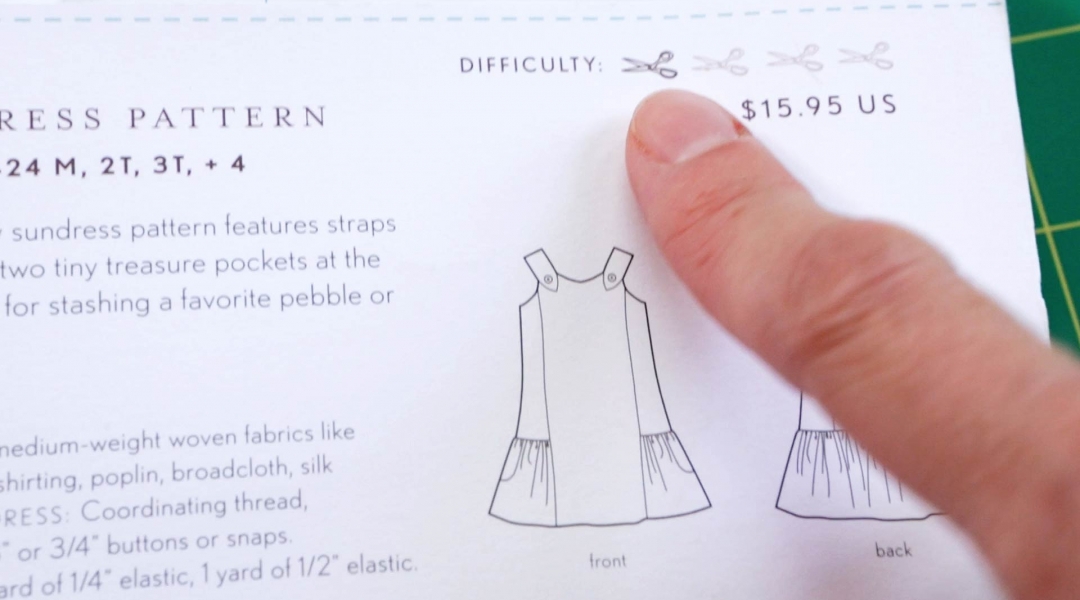 DIFFICULTY:
RESS PATTERN
$15.95 US
24 M, 2T, 3T, + 4
sundress pattern features straps
two tiny treasure pockets at the
for stashing a favorite pebble or
medium-weight woven fabrics like
shirting, poplin, broadcloth, silk
RESS: Coordinating thread,
" or 3/4" buttons or snaps.
ard of 1/4" elastic, 1 yard of 1/2" elastic.
front
back